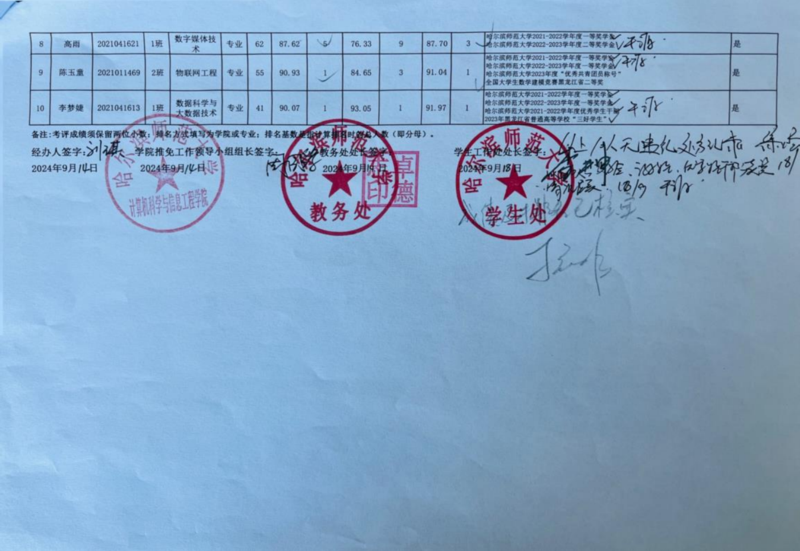 8 高雨 2021041621 1班 数字媒体技术 专业 62 87.62 5 76.33 9 87.70 3 哈尔滨师范大学2021-2022学年度一等奖学金 是
哈尔滨师范大学2022-2023学年度二等奖学金
9 陈玉熏 2021011469 2班 物联网工程 专业 55 90.93 1 84.65 3 91.04 1 哈尔滨师范大学2021-2022学年度一等奖学金 是
哈尔滨师范大学2022-2023学年度一等奖学金
哈尔滨师范大学2023年度"优秀共青团员称号"
全国大学生数学建模竞赛黑龙江省二等奖
10 李梦婕 2021041613 1班 数据科学与大数据技术 专业 41 90.07 1 93.05 1 91.97 1 哈尔滨师范大学2021-2022学年度一等奖学金 是
哈尔滨师范大学2022-2023学年度一等奖学金
哈尔滨师范大学2021-2022学年度优秀学生干部
2023年黑龙江省普通高等学校"三好学生"
备注:考评成绩须保留两位小数;排名方式填写为学院或专业;排名基数是指计算排名时的总人数(即分母)。
经办人签字: 学院推免工作领导小组组长签字: 教务处处长签字: 学生工作处处长签字:
2024年9月14日 2024年9月14日 2024年9月 日 2024年9月18日
哈尔滨师范大学
计算机科学与信息工程学院
哈尔滨师范大学
教务处
卓德
印
哈尔滨师范大学
学生处